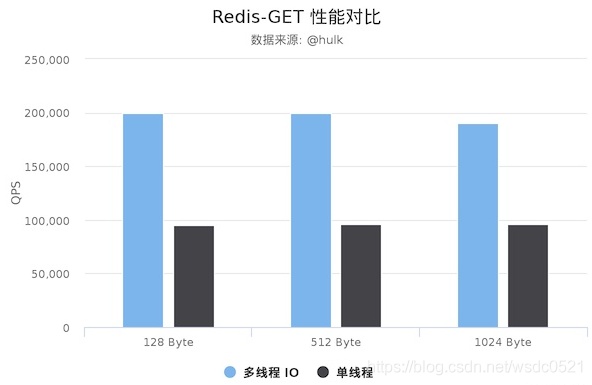 Redis-GET 性能对比
数据来源: @hulk
250,000
200,000
150,000
100,000
50,000
0
QPS
128 Byte
512 Byte
1024 Byte
多线程 IO
单线程
https://blog.csdn.net/wsdc0521